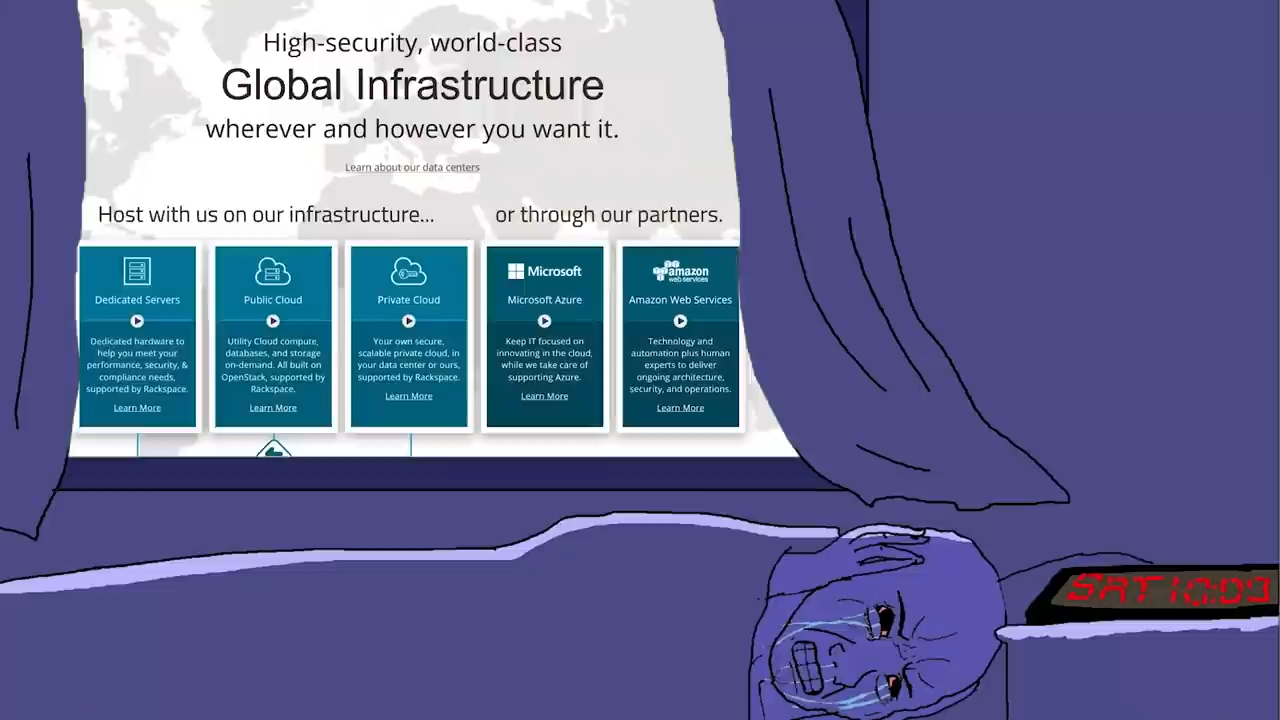 High-security, world-class
Global Infrastructure
wherever and however you want it.
Learn about our data centers
Host with us on our infrastructure...
or through our partners.
Dedicated Servers
Dedicated hardware to
help you meet your
performance, security, &
compliance needs,
supported by Rackspace.
Learn More
Public Cloud
Utility Cloud compute,
databases, and storage
on-demand. All built on
OpenStack, supported by
Rackspace.
Learn More
Private Cloud
Your own secure,
scalable private cloud, in
your data center or ours,
supported by Rackspace.
Learn More
Microsoft
Microsoft Azure
Keep IT focused on
innovating in the cloud,
while we take care of
supporting Azure.
Learn More
amazon
web services
Amazon Web Services
Technology and
automation plus human
experts to deliver
ongoing architecture,
security, and operations.
Learn More
SAT